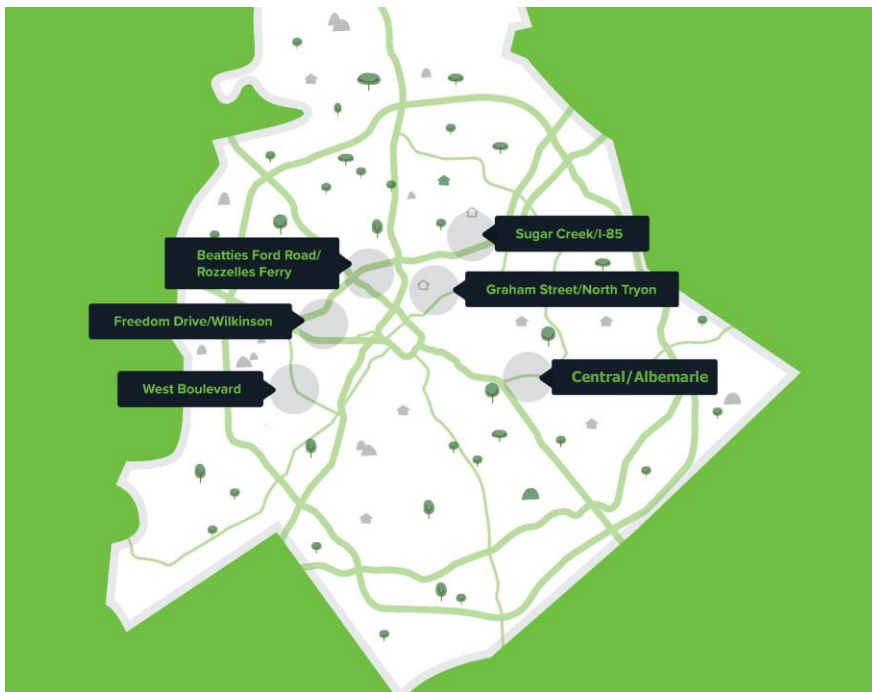 Sugar Creek/I-85
Beatties Ford Road/
Rozzelles Ferry
Graham Street/North Tryon
Freedom Drive/Wilkinson
Central/Albemarle
West Boulevard